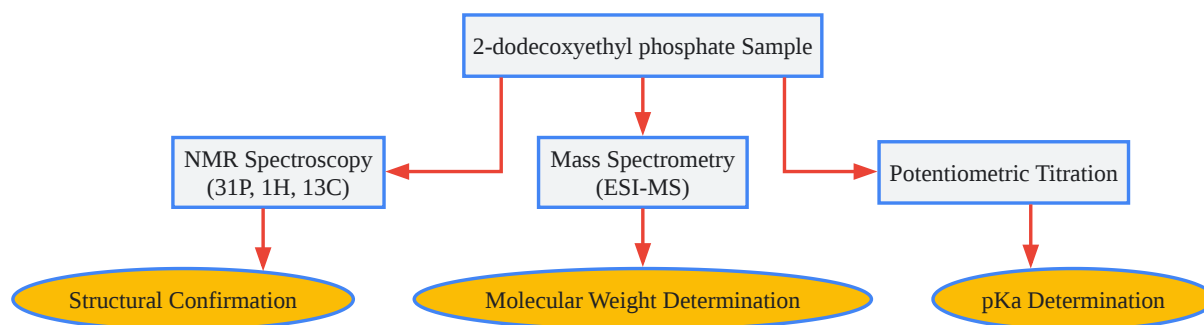 2-dodecoxyethyl phosphate Sample
NMR Spectroscopy
(31P, 1H, 13C)
Mass Spectrometry
(ESI-MS)
Potentiometric Titration
Structural Confirmation
Molecular Weight Determination
pKa Determination